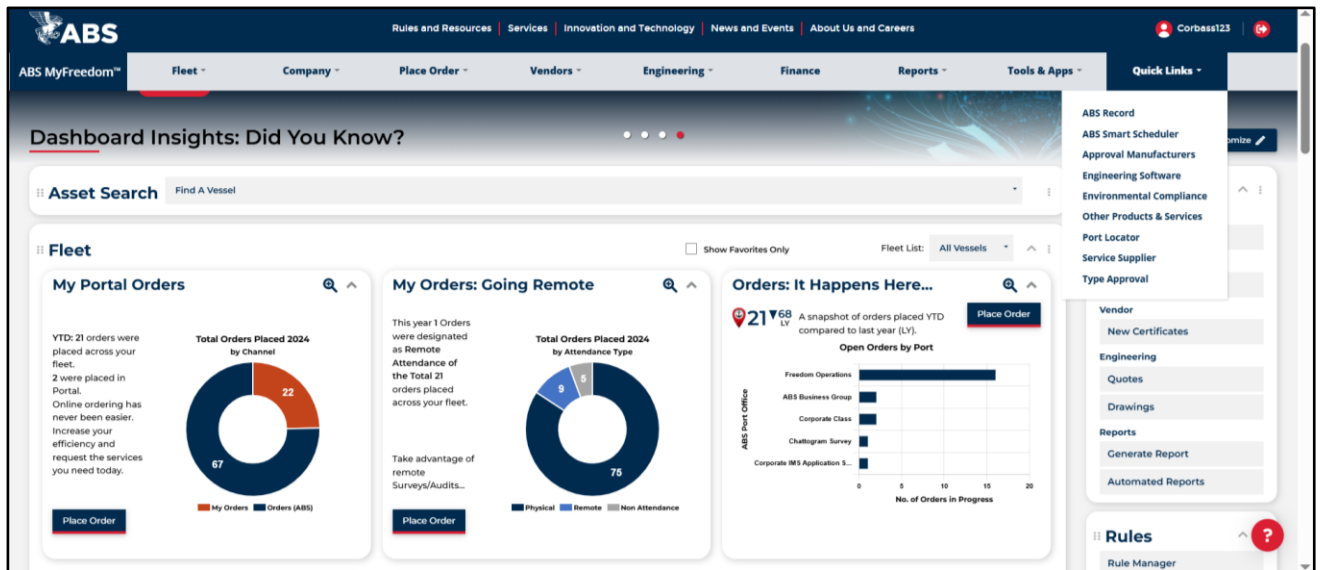 ABS
Rules and Resources
Services
Innovation and Technology
News and Events
About Us and Careers
Corbass123
ABS MyFreedom™
Fleet
Company
Place Order
Vendors
Engineering
Finance
Reports
Tools & Apps
Quick Links
ABS Record
ABS Smart Scheduler
Approval Manufacturers
Engineering Software
Environmental Compliance
Other Products & Services
Port Locator
Service Supplier
Type Approval
Dashboard Insights: Did You Know?
Asset Search
Find A Vessel
Fleet
Show Favorites Only
Fleet List:
All Vessels
My Portal Orders
YTD: 21 orders were
placed across your
fleet.
2 were placed in
Portal.
Online ordering has
never been easier.
Increase your
efficiency and
request the services
you need today.
Total Orders Placed 2024
by Channel
22
67
My Orders
Orders (ABS)
Place Order
My Orders: Going Remote
This year 1 Orders
were designated
as Remote
Attendance of
the Total 21
orders placed
across your fleet.
Take advantage of
remote
Surveys/Audits...
Total Orders Placed 2024
by Attendance Type
9
5
75
Physical
Remote
Non Attendance
Place Order
Orders: It Happens Here...
21
68
LY
A snapshot of orders placed YTD
compared to last year (LY).
Place Order
Open Orders by Port
ABS Port Office
Freedom Operations
ABS Business Group
Corporate Class
Chattogram Survey
Corporate IMS Application S...
0 5 10 15 20
No. of Orders in Progress
Vendor
New Certificates
Engineering
Quotes
Drawings
Reports
Generate Report
Automated Reports
Rules
?
Rule Manager